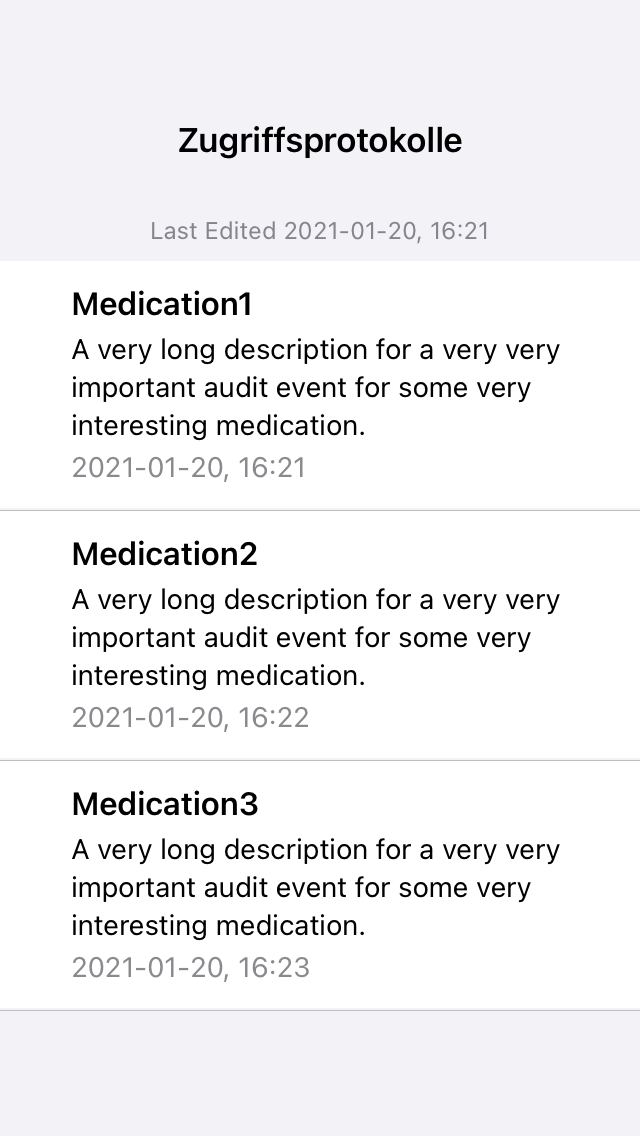 Zugriffsprotokolle
Last Edited 2021-01-20, 16:21
Medication1
A very long description for a very very
important audit event for some very
interesting medication.
2021-01-20, 16:21
Medication2
A very long description for a very very
important audit event for some very
interesting medication.
2021-01-20, 16:22
Medication3
A very long description for a very very
important audit event for some very
interesting medication.
2021-01-20, 16:23